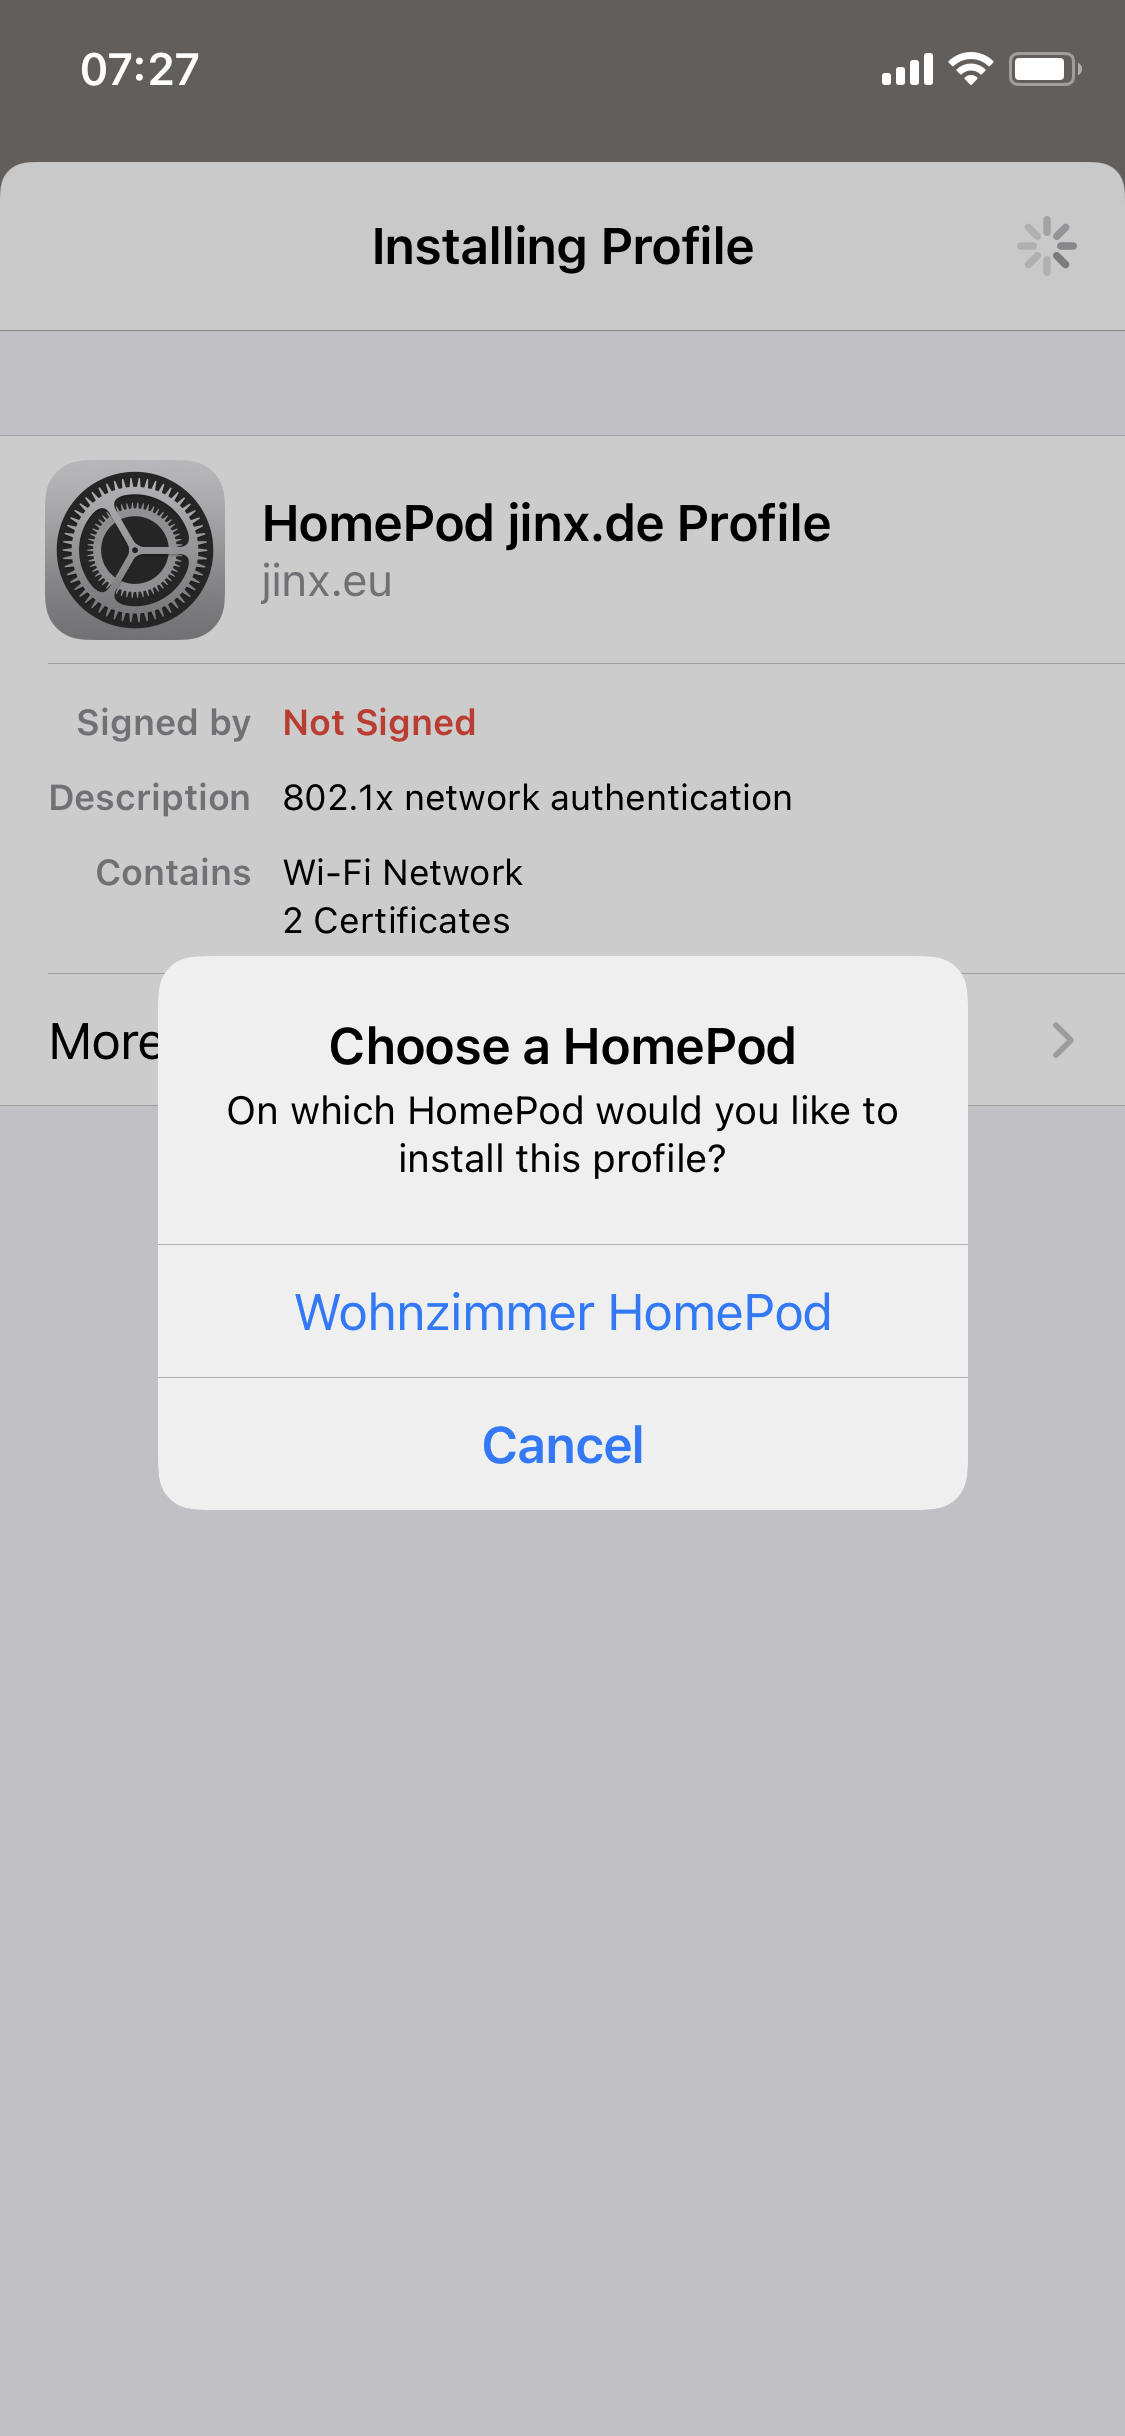 07:27
Installing Profile
HomePod jinx.de Profile
jinx.eu
Signed by Not Signed
Description 802.1x network authentication
Contains Wi-Fi Network
2 Certificates
More
Choose a HomePod
On which HomePod would you like to
install this profile?
Wohnzimmer HomePod
Cancel